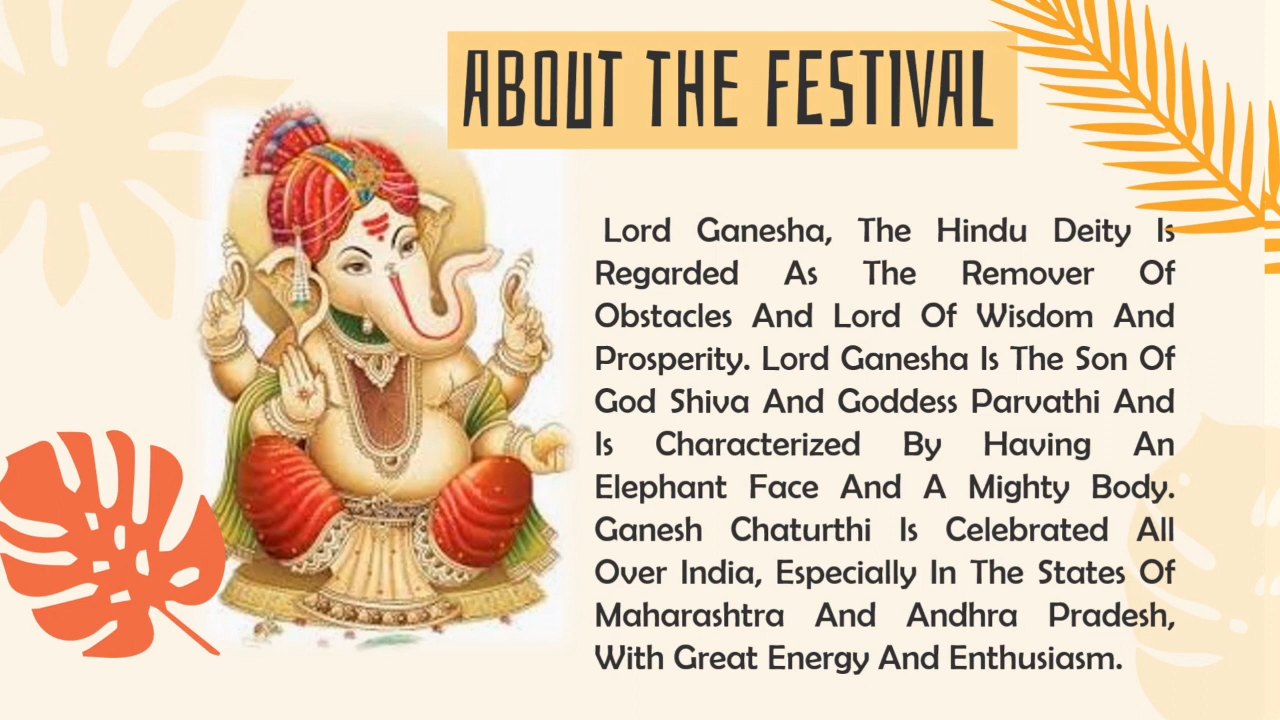 ABOUT THE FESTIVAL
Lord Ganesha, The Hindu Deity Is
Regarded As The Remover Of
Obstacles And Lord Of Wisdom And
Prosperity. Lord Ganesha Is The Son Of
God Shiva And Goddess Parvathi And
Is Characterized By Having An
Elephant Face And A Mighty Body.
Ganesh Chaturthi Is Celebrated All
Over India, Especially In The States Of
Maharashtra And Andhra Pradesh,
With Great Energy And Enthusiasm.